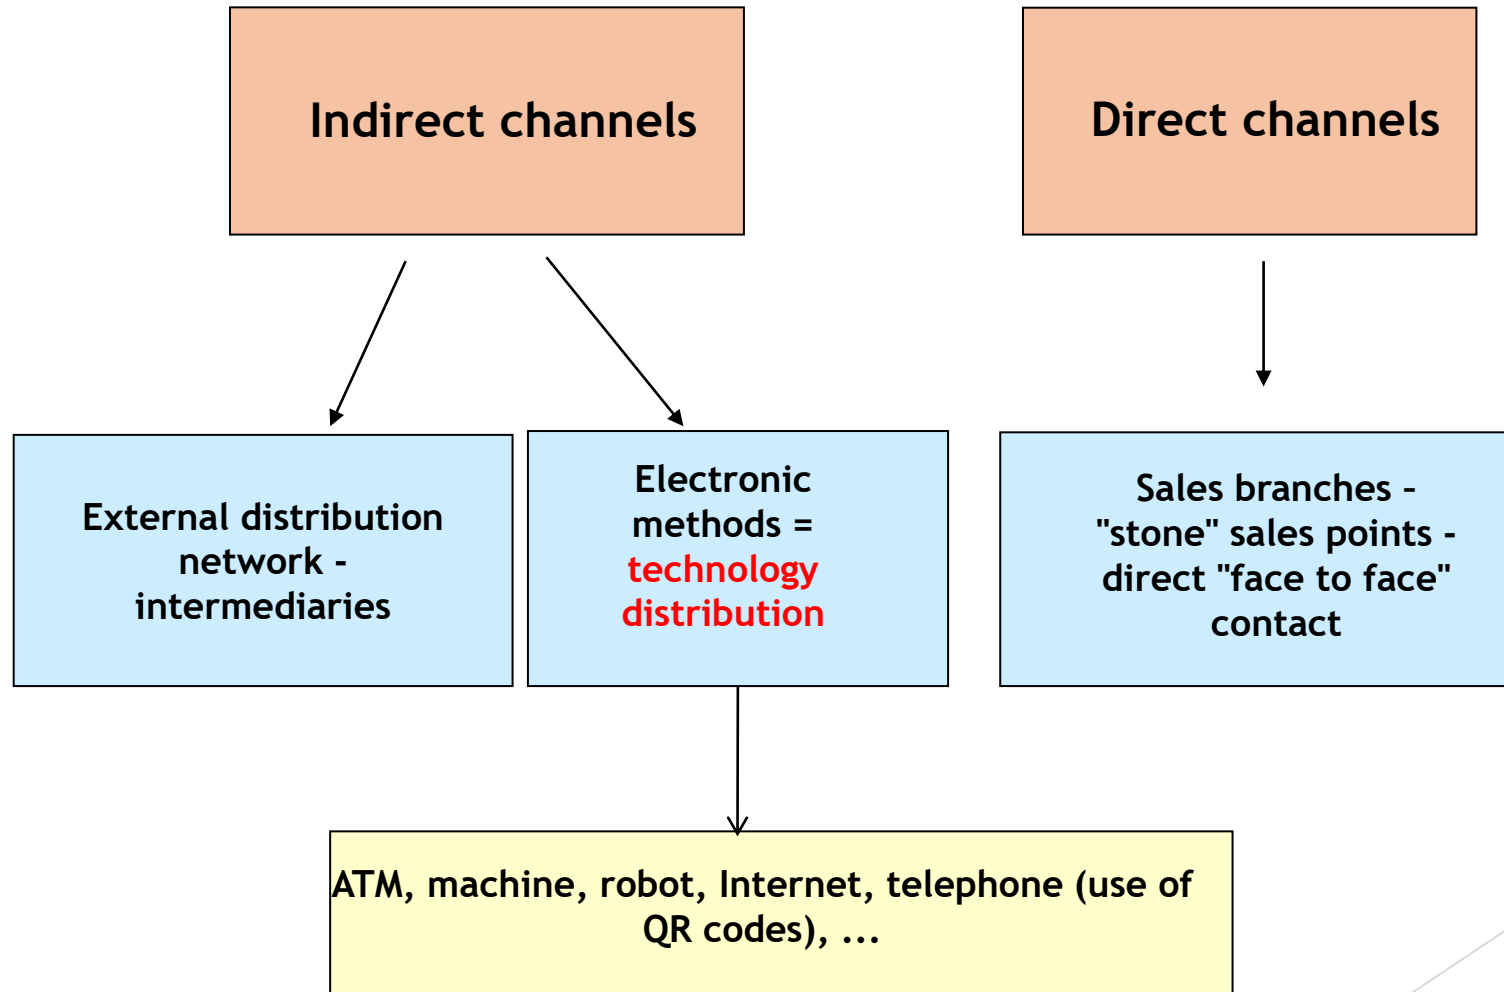 Indirect channels
Direct channels
External distribution
network -
intermediaries
Electronic
methods =
technology
distribution
Sales branches –
"stone" sales points -
direct "face to face"
contact
ATM, machine, robot, Internet, telephone (use of
QR codes), ...